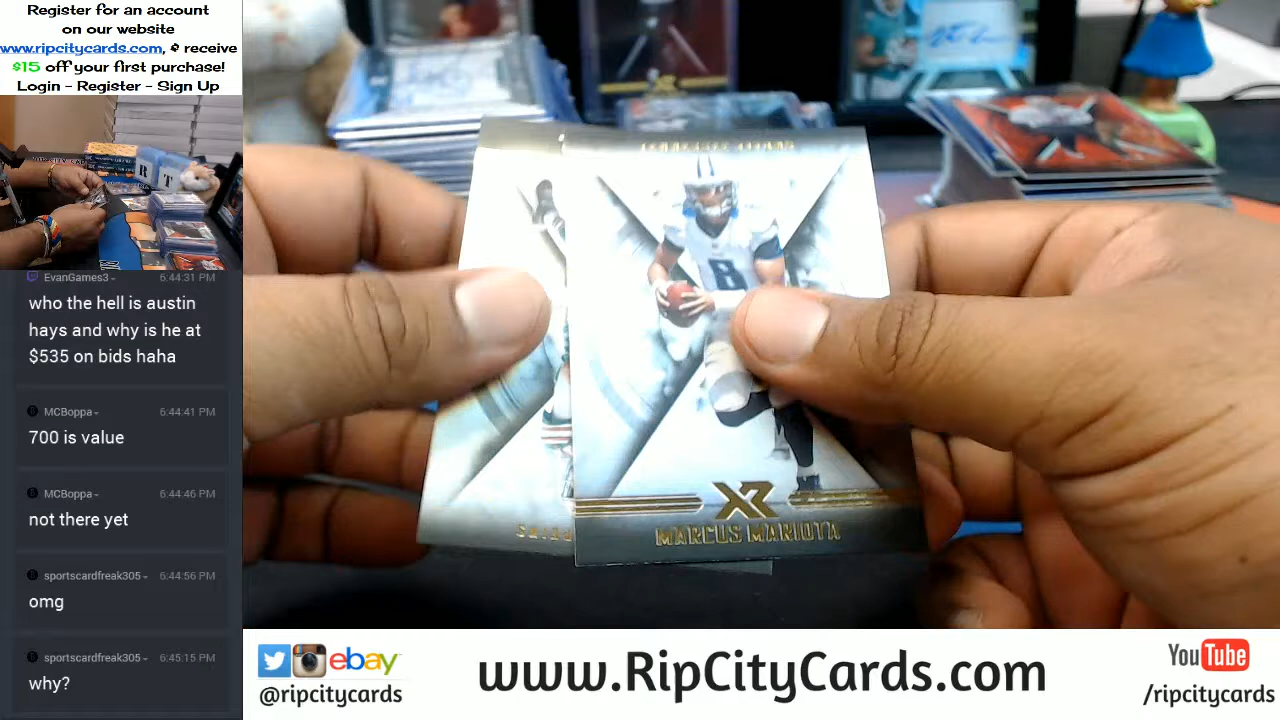 Register for an account
on our website
www.ripcitycards.com, & receive
$15 off your first purchase!
Login - Register - Sign Up
EvanGames3 6:44:31 PM
who the hell is austin
hays and why is he at
$535 on bids haha
MCBoppa 6:44:41 PM
700 is value
MCBoppa 6:44:46 PM
not there yet
sportscardfreak305 6:44:56 PM
omg
sportscardfreak305 6:45:15 PM
why?
8
XR
MARCUS MARIOTA
ebay
@ripcitycards
www.RipCityCards.com
YouTube
/ripcitycards